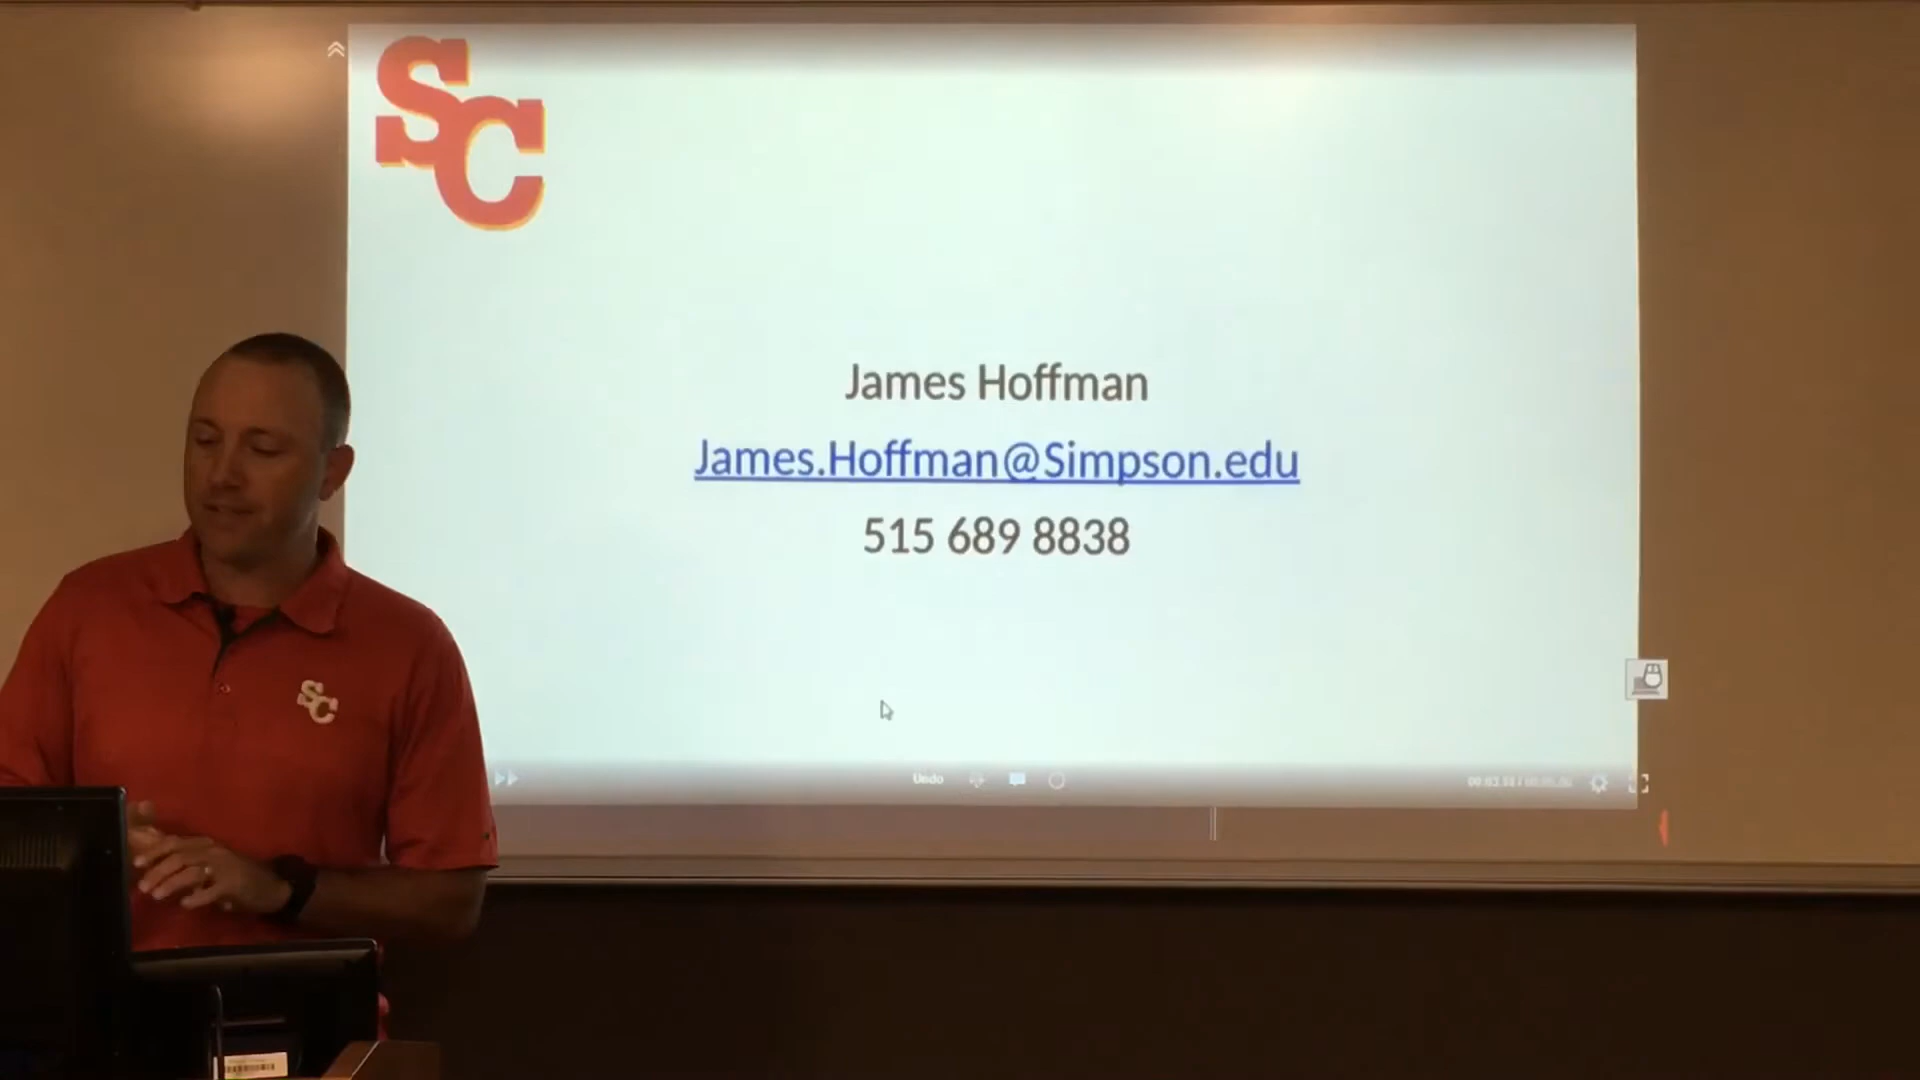 SC
James Hoffman
James.Hoffman@Simpson.edu
515 689 8838
SC
Undo